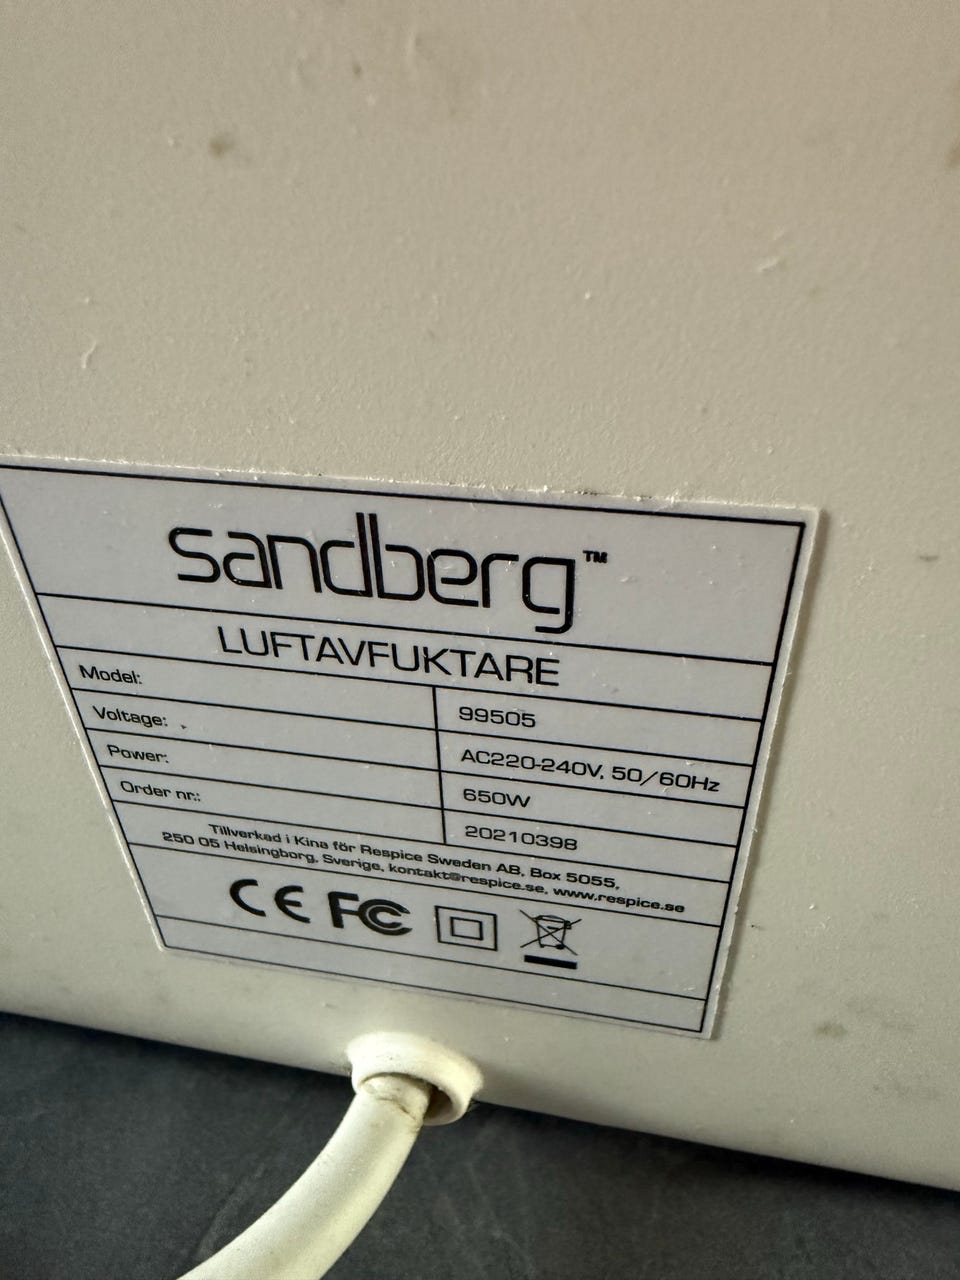 sandberg™
LUFTAVFUKTARE
Model: 99505
Voltage: AC220-240V, 50/60Hz
Power: 650W
Order nr.: 20210398
Tillverkad i Kina för Respice Sweden AB, Box 5055,
250 05 Helsingborg, Sverige, kontakt@respice.se, www.respice.se
CE FC